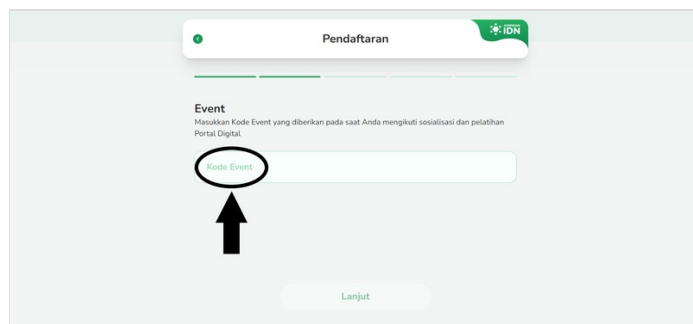 Pendaftaran
IDN
Event
Masukkan Kode Event yang diberikan pada saat Anda mengikuti sosialisasi dan pelatihan
Portal Digital
Kode Event
Lanjut